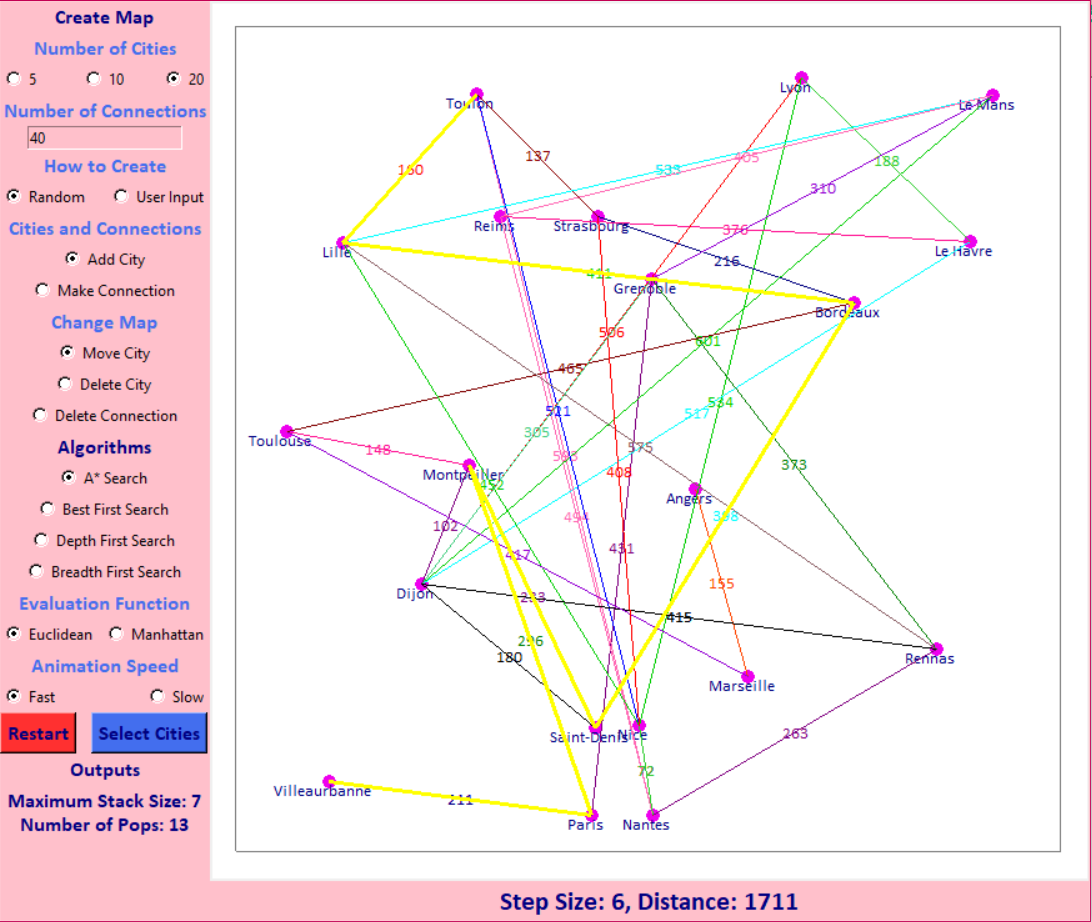 Create Map
Number of Cities
5 10 20
Number of Connections
40
How to Create
Random User Input
Cities and Connections
Add City
Make Connection
Change Map
Move City
Delete City
Delete Connection
Algorithms
A* Search
Best First Search
Depth First Search
Breadth First Search
Evaluation Function
Euclidean Manhattan
Animation Speed
Fast Slow
Restart Select Cities
Outputs
Maximum Stack Size: 7
Number of Pops: 13
Lyon
Toulon
Le Mans
137
405
188
160
533
310
Reims
Strasbourg
376
Lille
Le Havre
216
411
Grenoble
Bordeaux
506
601
465
534
521
517
305
Toulouse
148
575
373
Montpellier
408
452
Angers
494
398
102
431
417
155
Dijon
233
415
296
180
Rennas
Marseille
Saint-Denis
Nice
263
72
Villeaurbanne
211
Paris
Nantes
Step Size: 6, Distance: 1711